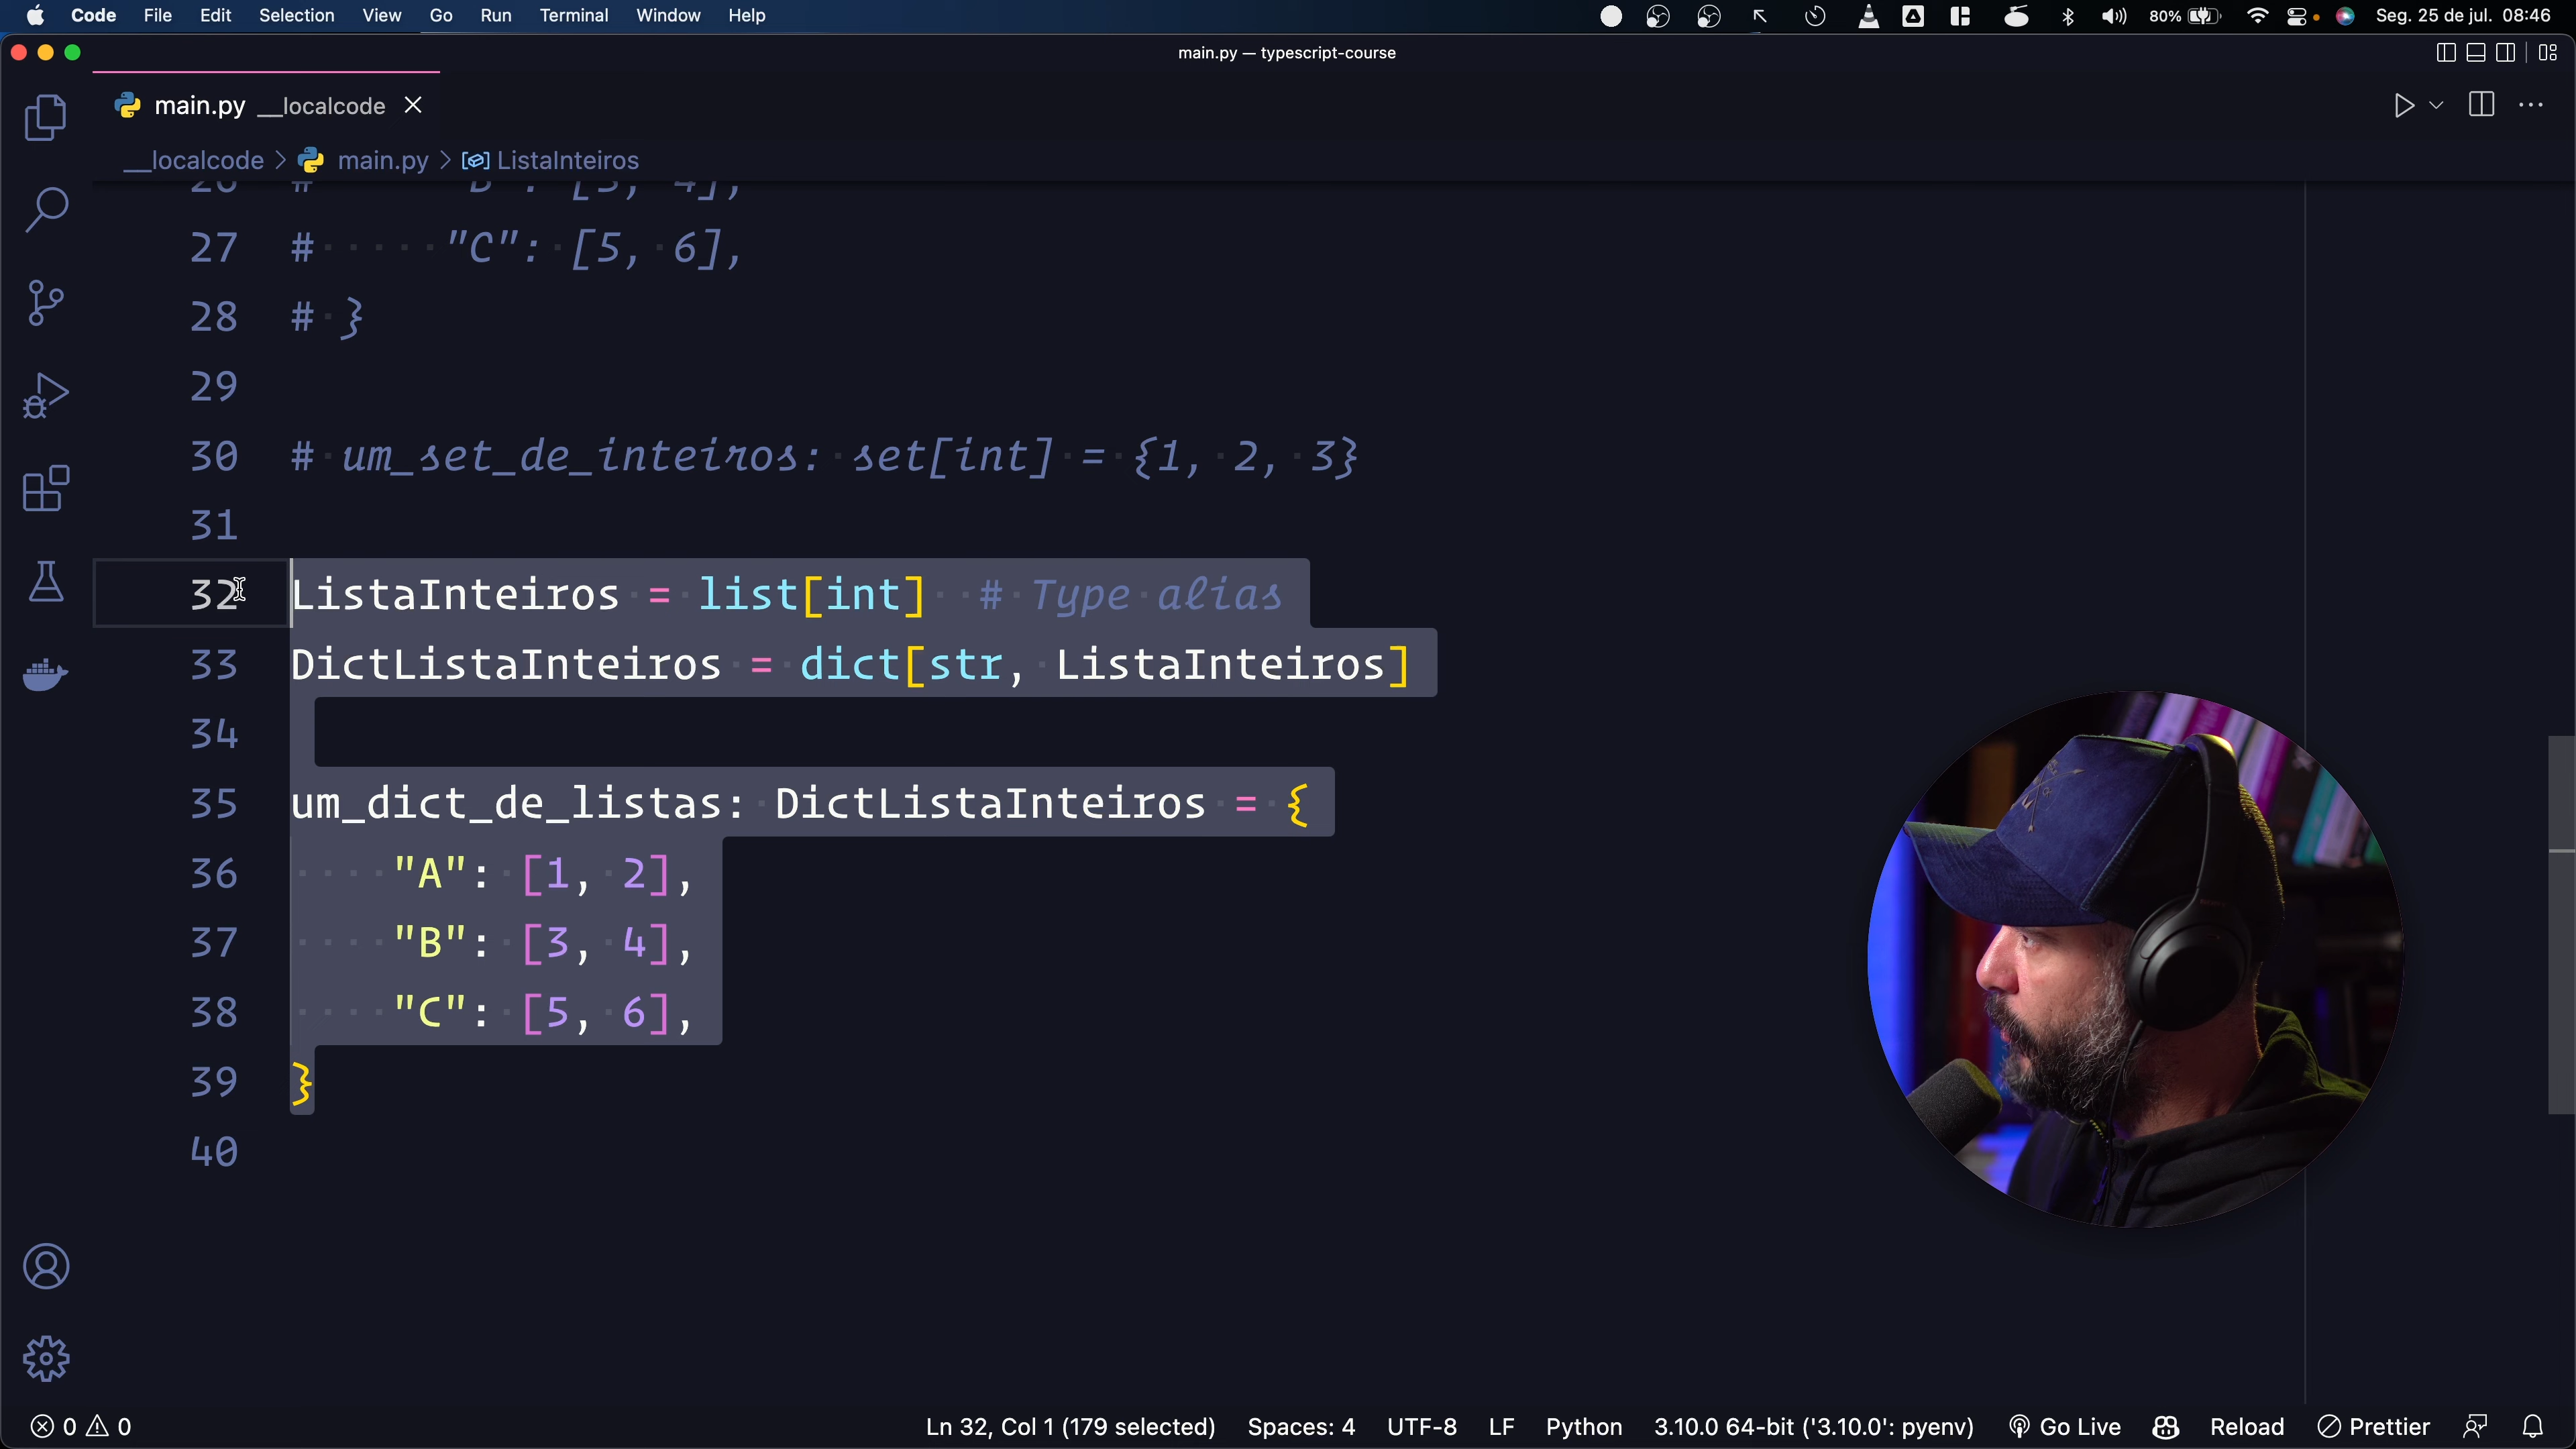 Code File Edit Selection View Go Run Terminal Window Help 80% Seg. 25 de jul. 08:46
main.py — typescript-course
main.py __localcode
__localcode > main.py > ListaInteiros
26 # "B": [3, 4],
27 # "C": [5, 6],
28 # }
29
30 # um_set_de_inteiros: set[int] = {1, 2, 3}
31
32 ListaInteiros = list[int]  # Type alias
33 DictListaInteiros = dict[str, ListaInteiros]
34
35 um_dict_de_listas: DictListaInteiros = {
36 "A": [1, 2],
37 "B": [3, 4],
38 "C": [5, 6],
39 }
40
0 0 Ln 32, Col 1 (179 selected) Spaces: 4 UTF-8 LF Python 3.10.0 64-bit ('3.10.0': pyenv) Go Live Reload Prettier